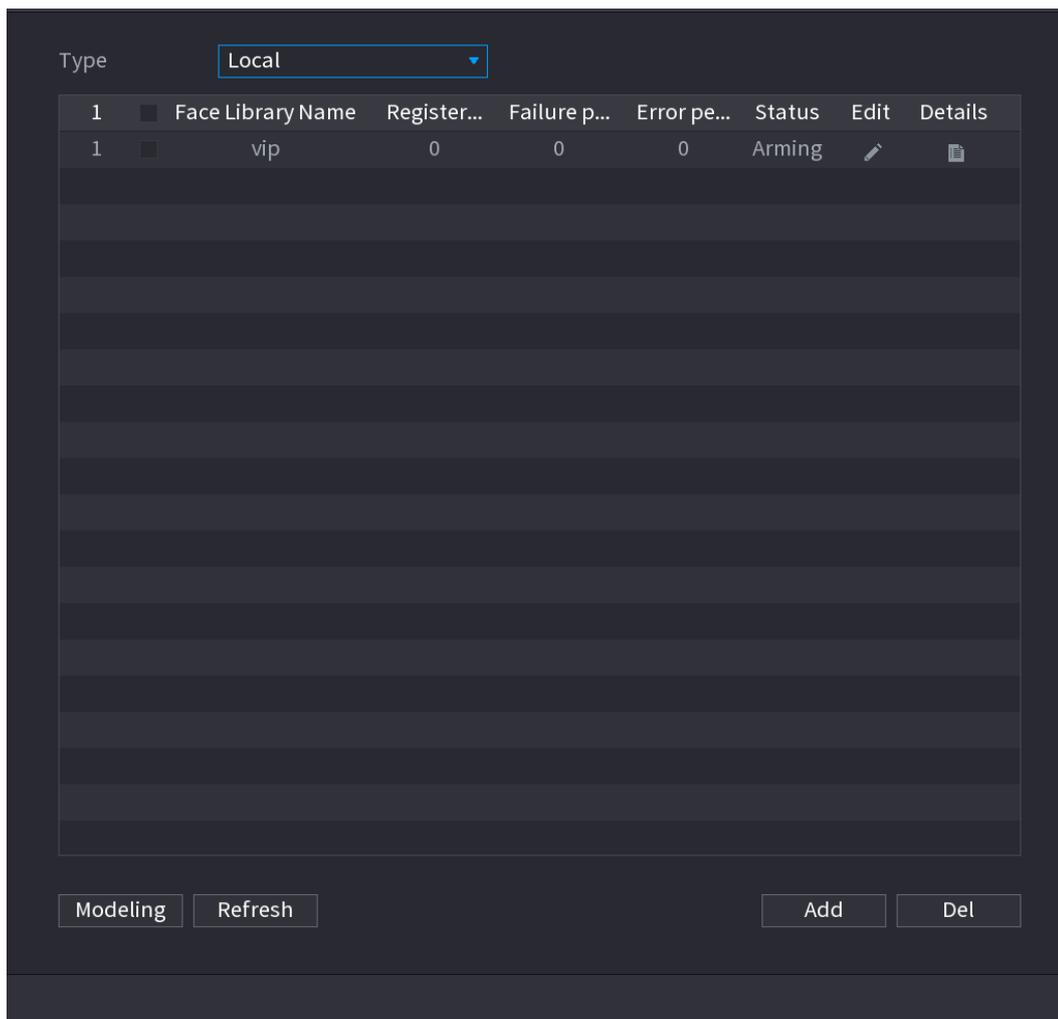 Type Local
1 Face Library Name Register... Failure p... Error pe... Status Edit Details
1 vip 0 0 0 Arming
Modeling Refresh Add Del